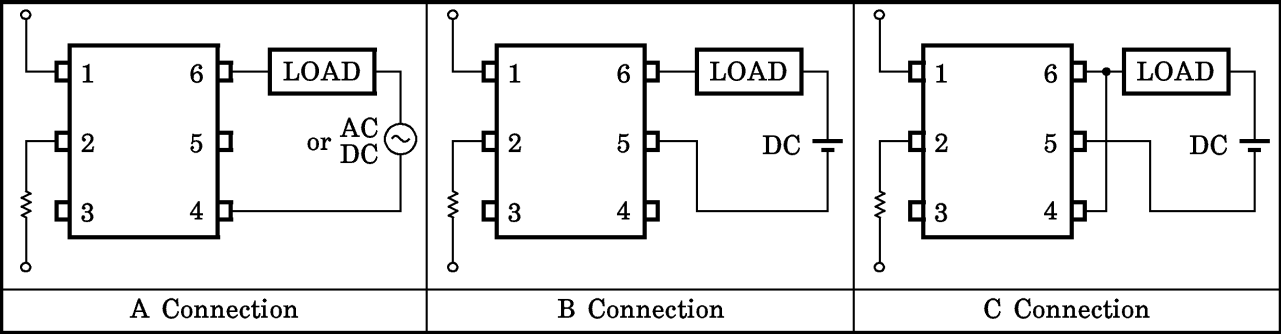 1 6 LOAD
or AC
DC
2 5
3 4
A Connection
1 6 LOAD
2 5 DC
3 4
B Connection
1 6 LOAD
2 5 DC
3 4
C Connection